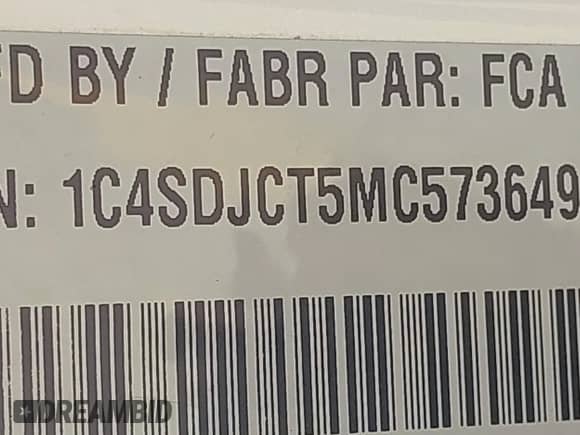 FD BY / FABR PAR: FCA
N: 1C4SDJCT5MC573649
DREAMBID